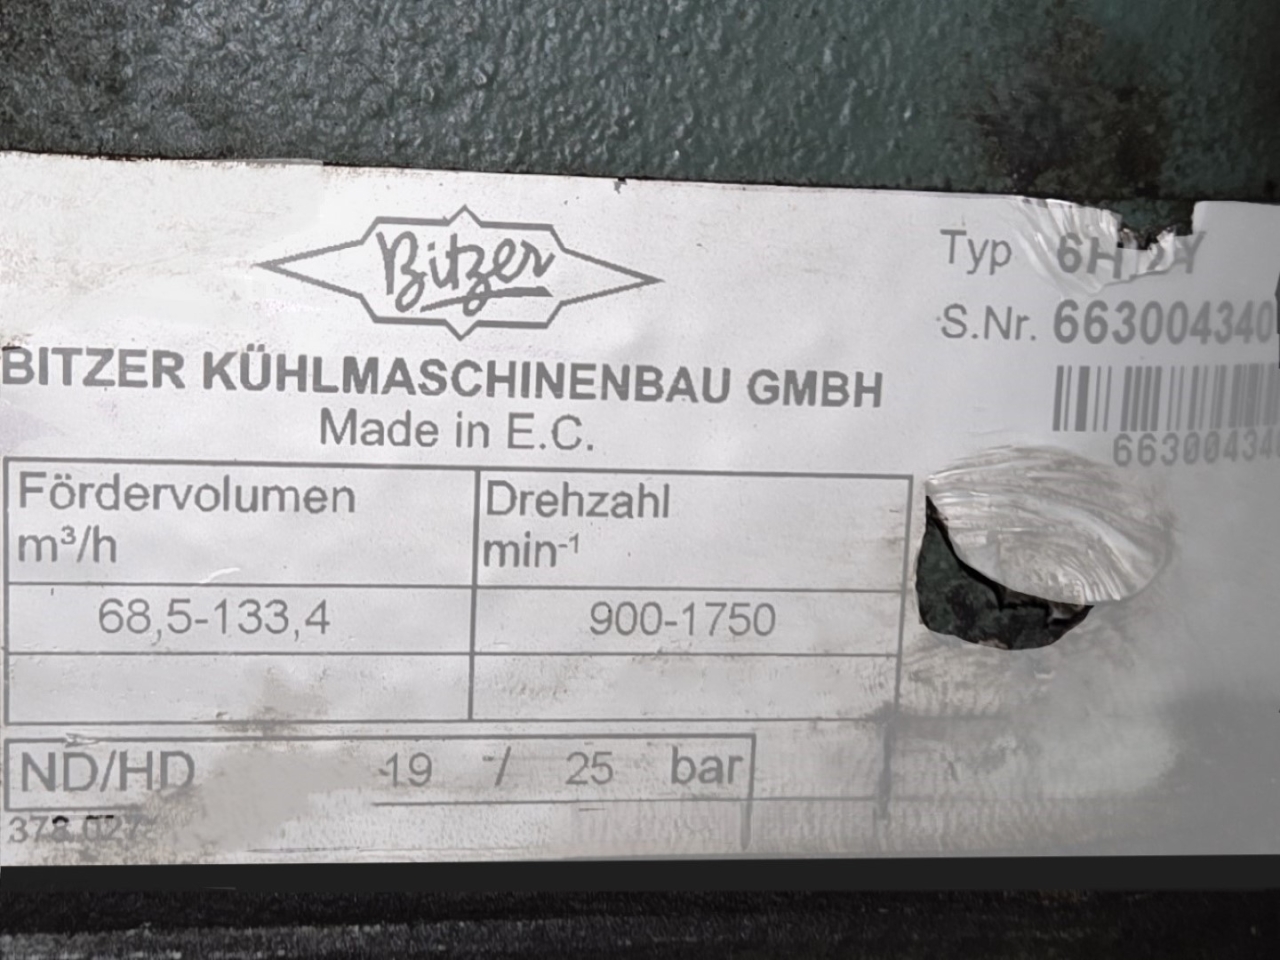 Bitzer
BITZER KÜHLMASCHINENBAU GMBH
Made in E.C.
Typ
S.Nr. 663004340
663004340
Fördervolumen
m³/h
Drehzahl
min-1
68,5-133,4
900-1750
ND/HD 19 / 25 bar